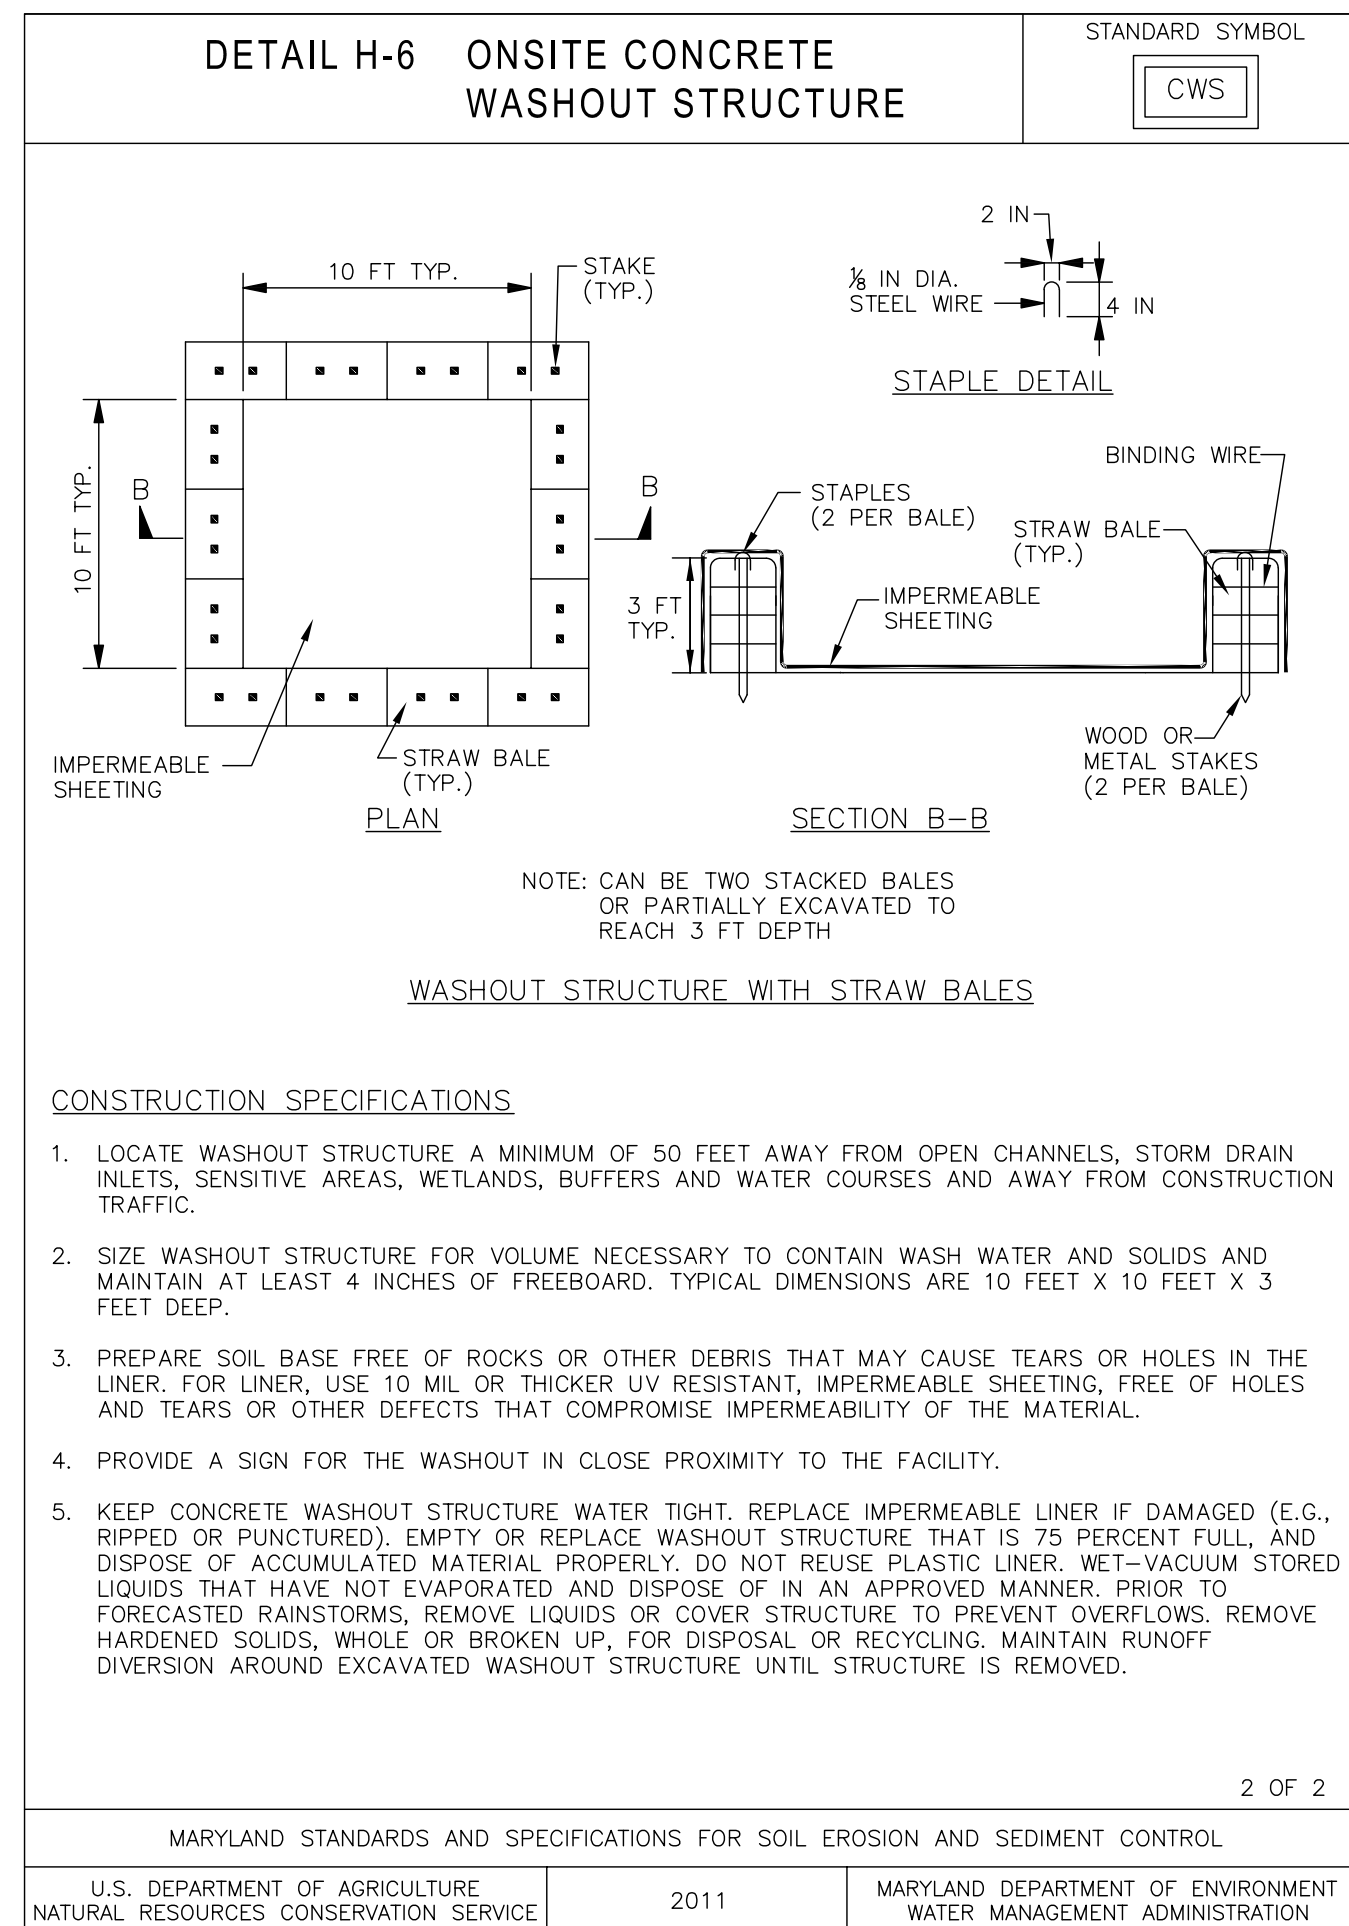 DETAIL H-6 ONSITE CONCRETE
WASHOUT STRUCTURE
STANDARD SYMBOL
CWS
10 FT TYP.
STAKE
(TYP.)
10 FT TYP.
B
B
IMPERMEABLE
SHEETING
STRAW BALE
(TYP.)
PLAN
2 IN
⅛ IN DIA.
STEEL WIRE
4 IN
STAPLE DETAIL
BINDING WIRE
STAPLES
(2 PER BALE)
STRAW BALE
(TYP.)
3 FT
TYP.
IMPERMEABLE
SHEETING
WOOD OR
METAL STAKES
(2 PER BALE)
SECTION B-B
NOTE: CAN BE TWO STACKED BALES
OR PARTIALLY EXCAVATED TO
REACH 3 FT DEPTH
WASHOUT STRUCTURE WITH STRAW BALES
CONSTRUCTION SPECIFICATIONS
1. LOCATE WASHOUT STRUCTURE A MINIMUM OF 50 FEET AWAY FROM OPEN CHANNELS, STORM DRAIN
INLETS, SENSITIVE AREAS, WETLANDS, BUFFERS AND WATER COURSES AND AWAY FROM CONSTRUCTION
TRAFFIC.
2. SIZE WASHOUT STRUCTURE FOR VOLUME NECESSARY TO CONTAIN WASH WATER AND SOLIDS AND
MAINTAIN AT LEAST 4 INCHES OF FREEBOARD. TYPICAL DIMENSIONS ARE 10 FEET X 10 FEET X 3
FEET DEEP.
3. PREPARE SOIL BASE FREE OF ROCKS OR OTHER DEBRIS THAT MAY CAUSE TEARS OR HOLES IN THE
LINER. FOR LINER, USE 10 MIL OR THICKER UV RESISTANT, IMPERMEABLE SHEETING, FREE OF HOLES
AND TEARS OR OTHER DEFECTS THAT COMPROMISE IMPERMEABILITY OF THE MATERIAL.
4. PROVIDE A SIGN FOR THE WASHOUT IN CLOSE PROXIMITY TO THE FACILITY.
5. KEEP CONCRETE WASHOUT STRUCTURE WATER TIGHT. REPLACE IMPERMEABLE LINER IF DAMAGED (E.G.,
RIPPED OR PUNCTURED). EMPTY OR REPLACE WASHOUT STRUCTURE THAT IS 75 PERCENT FULL, AND
DISPOSE OF ACCUMULATED MATERIAL PROPERLY. DO NOT REUSE PLASTIC LINER. WET-VACUUM STORED
LIQUIDS THAT HAVE NOT EVAPORATED AND DISPOSE OF IN AN APPROVED MANNER. PRIOR TO
FORECASTED RAINSTORMS, REMOVE LIQUIDS OR COVER STRUCTURE TO PREVENT OVERFLOWS. REMOVE
HARDENED SOLIDS, WHOLE OR BROKEN UP, FOR DISPOSAL OR RECYCLING. MAINTAIN RUNOFF
DIVERSION AROUND EXCAVATED WASHOUT STRUCTURE UNTIL STRUCTURE IS REMOVED.
2 OF 2
MARYLAND STANDARDS AND SPECIFICATIONS FOR SOIL EROSION AND SEDIMENT CONTROL
U.S. DEPARTMENT OF AGRICULTURE
NATURAL RESOURCES CONSERVATION SERVICE
2011
MARYLAND DEPARTMENT OF ENVIRONMENT
WATER MANAGEMENT ADMINISTRATION